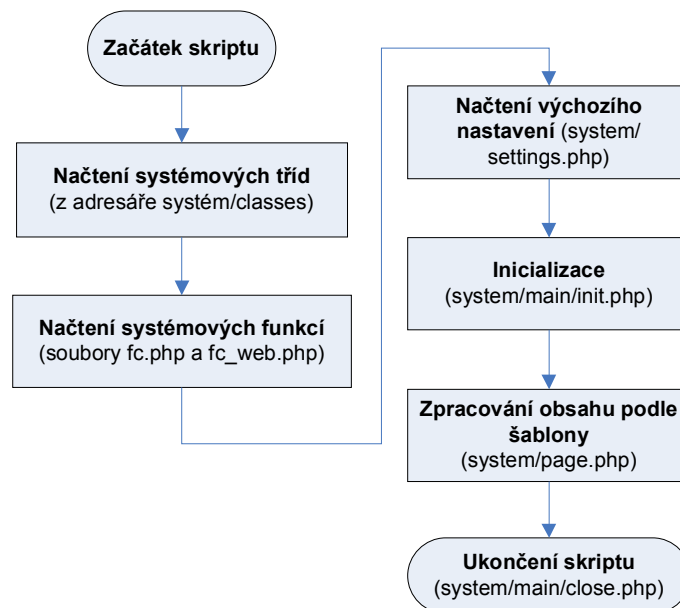 Začátek skriptu
Načtení systémových tříd
(z adresáře systém/classes)
Načtení systémových funkcí
(soubory fc.php a fc_web.php)
Načtení výchozího
nastavení (system/
settings.php)
Inicializace
(system/main/init.php)
Zpracování obsahu podle
šablony
(system/page.php)
Ukončení skriptu
(system/main/close.php)